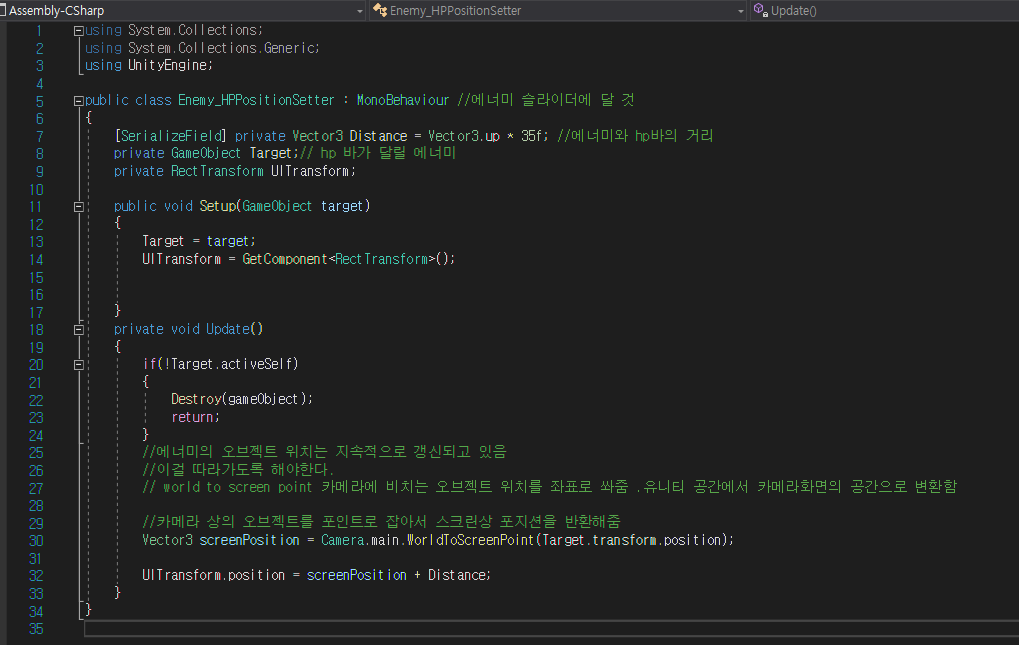 Assembly-CSharp
Enemy_HPPositionSetter
Update()
1 using System.Collections;
2 using System.Collections.Generic;
3 using UnityEngine;
4
5 public class Enemy_HPPositionSetter : MonoBehaviour //에너미 슬라이더에 달 것
6 {
7 [SerializeField] private Vector3 Distance = Vector3.up * 35f; //에너미와 hp바의 거리
8 private GameObject Target;// hp 바가 달릴 에너미
9 private RectTransform UITransform;
10
11 public void Setup(GameObject target)
12 {
13 Target = target;
14 UITransform = GetComponent<RectTransform>();
15
16
17 }
18 private void Update()
19 {
20 if(!Target.activeSelf)
21 {
22 Destroy(gameObject);
23 return;
24 }
25 //에너미의 오브젝트 위치는 지속적으로 갱신되고 있음
26 //이걸 따라가도록 해야한다.
27 // world to screen point 카메라에 비치는 오브젝트 위치를 좌표로 쏴줌 .유니티 공간에서 카메라화면의 공간으로 변환함
28
29 //카메라 상의 오브젝트를 포인트로 잡아서 스크린상 포지션을 반환해줌
30 Vector3 screenPosition = Camera.main.WorldToScreenPoint(Target.transform.position);
31
32 UITransform.position = screenPosition + Distance;
33 }
34 }
35